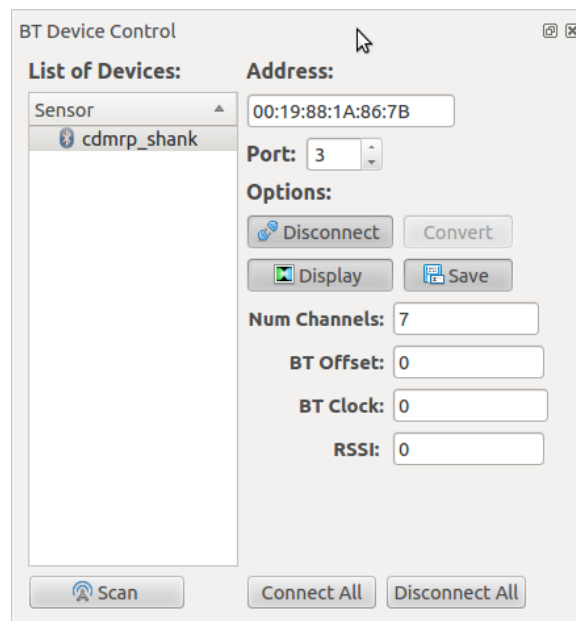 BT Device Control
List of Devices:
Sensor
cdmrp_shank
Scan
Address:
00:19:88:1A:86:7B
Port: 3
Options:
Disconnect Convert
Display Save
Num Channels: 7
BT Offset: 0
BT Clock: 0
RSSI: 0
Connect All Disconnect All